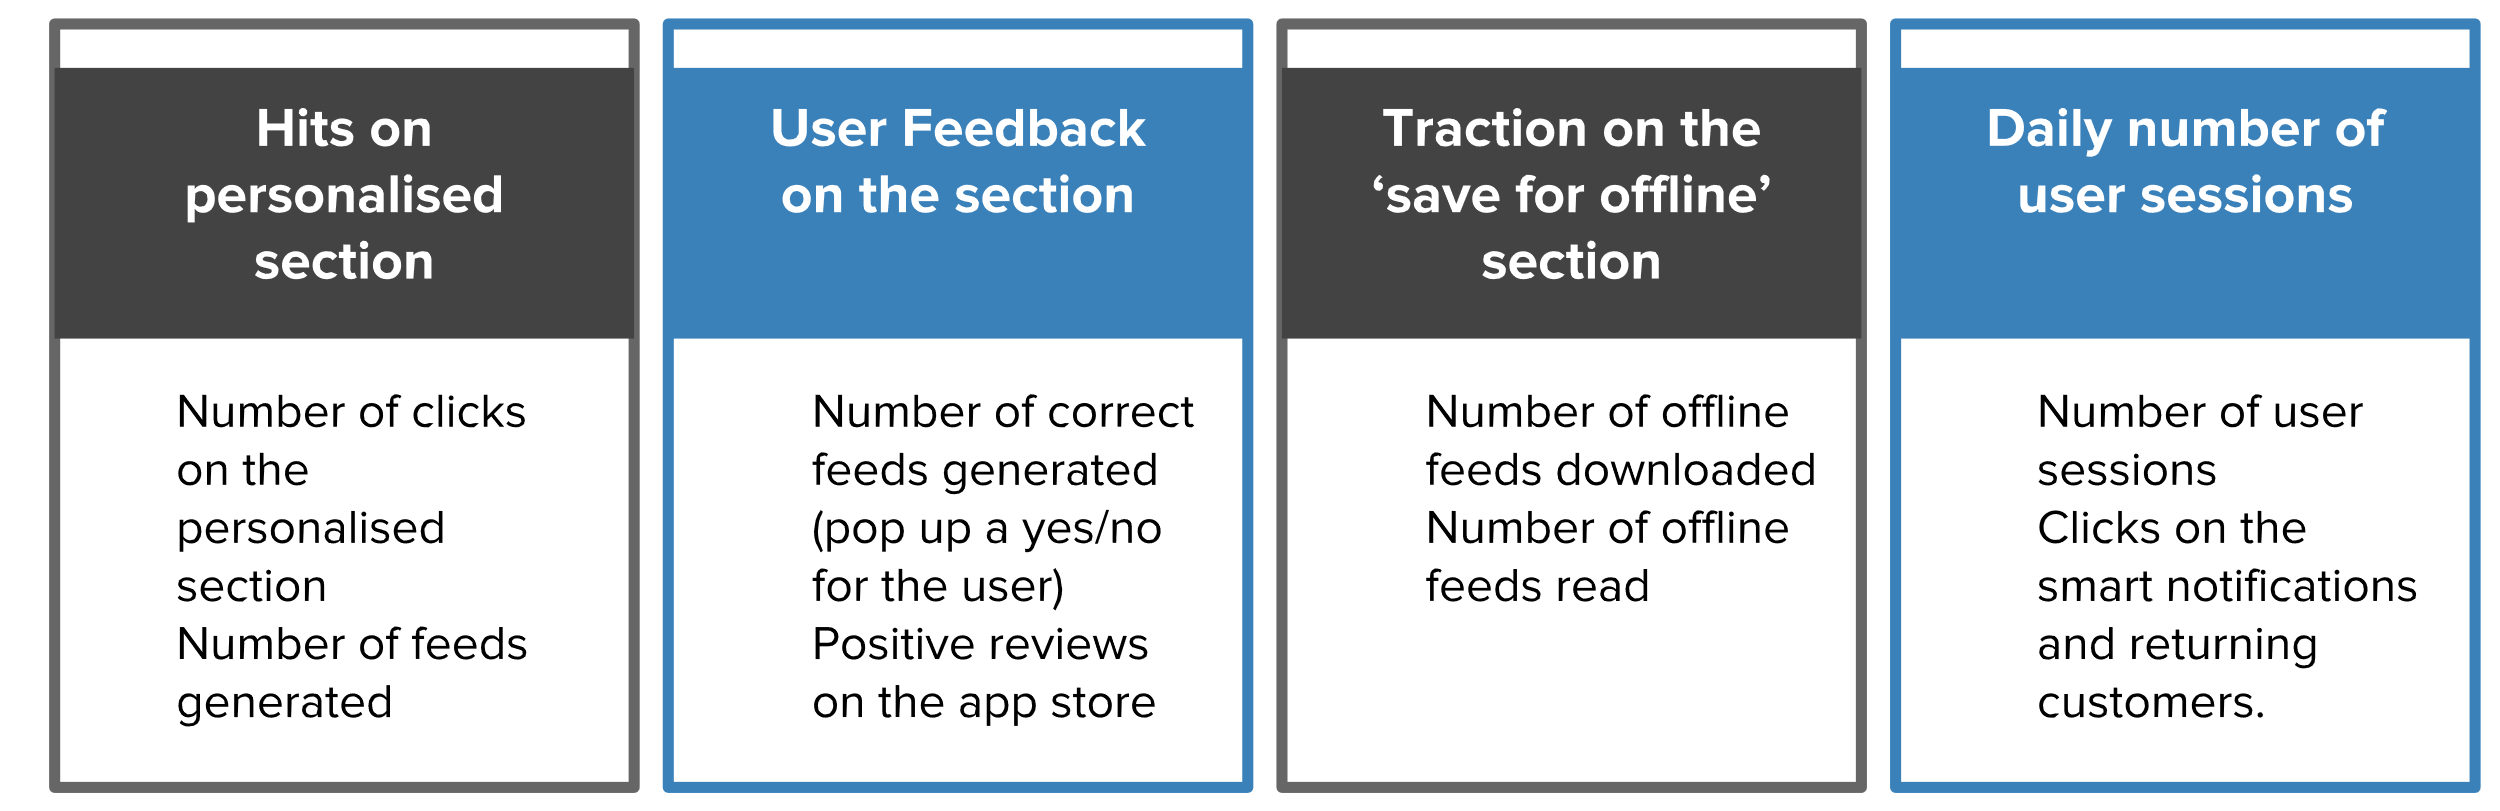 Hits on
personalised
section
Number of clicks
on the
personalised
section
Number of feeds
generated
User Feedback
on the section
Number of correct
feeds generated
(pop up a yes/no
for the user)
Positive reviews
on the app store
Traction on the
‘save for offline’
section
Number of offline
feeds downloaded
Number of offline
feeds read
Daily number of
user sessions
Number of user
sessions
Clicks on the
smart notifications
and returning
customers.